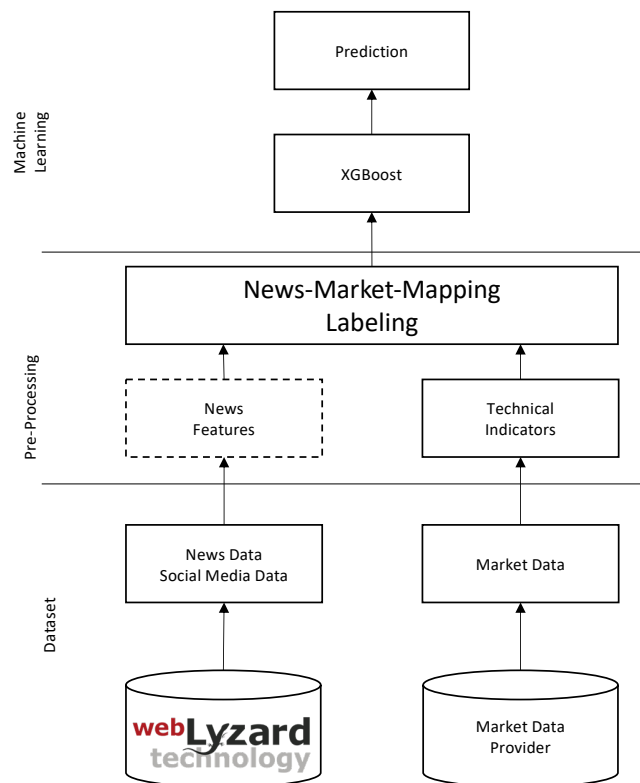 Prediction
Machine
Learning
XGBoost
News-Market-Mapping
Labeling
Pre-Processing
News
Features
Technical
Indicators
Dataset
News Data
Social Media Data
Market Data
webLyzard
technology
Market Data
Provider